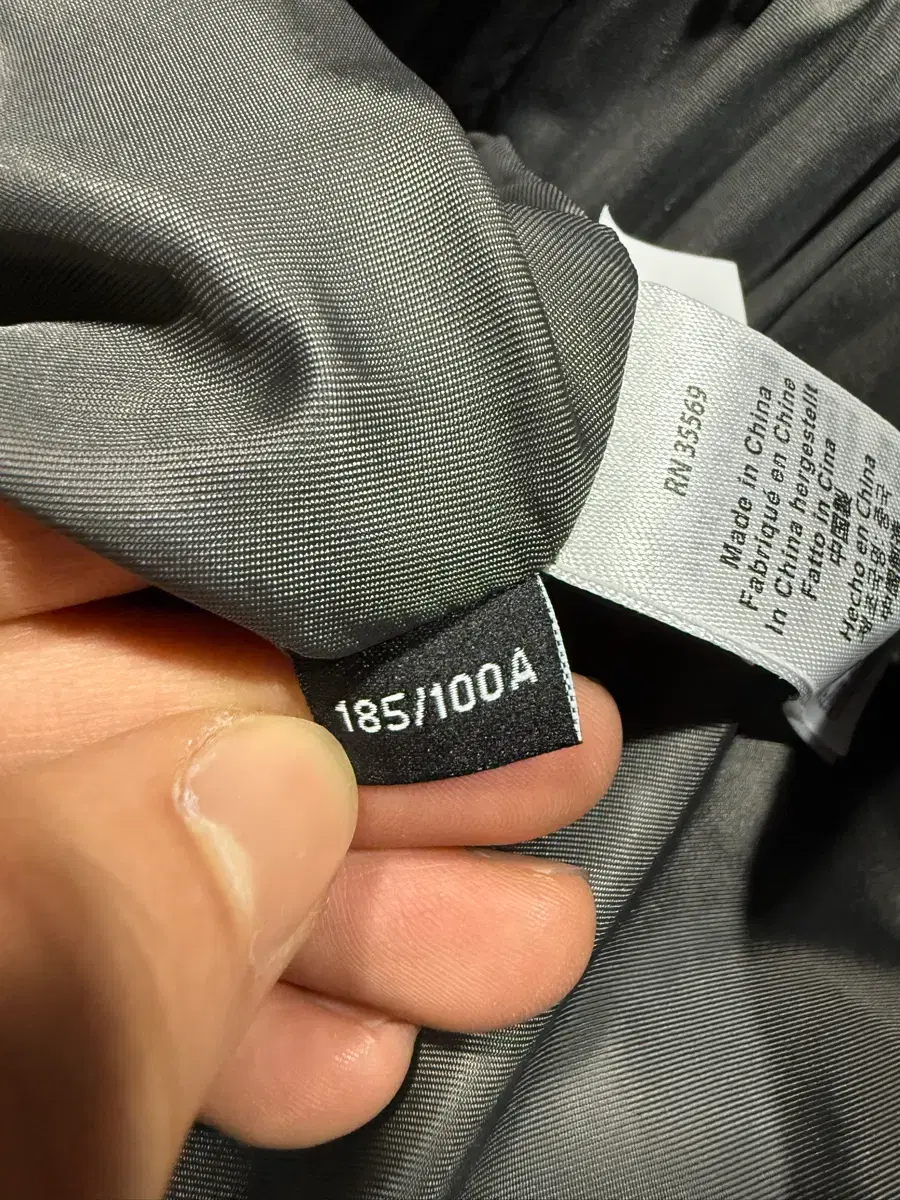 RN 35569
Made in China
Fabriqué en Chine
In China hergestellt
Fatto in Cina
中国製
Hecho en China
185/100A